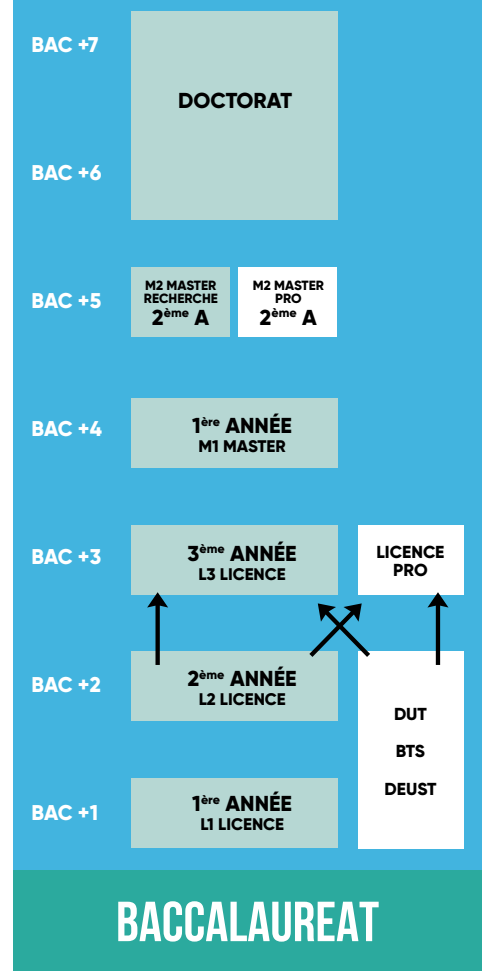 BAC +7
DOCTORAT
BAC +6
BAC +5
M2 MASTER
RECHERCHE
2ème A
M2 MASTER
PRO
2ème A
BAC +4
1ère ANNÉE
M1 MASTER
BAC +3
3ème ANNÉE
L3 LICENCE
LICENCE
PRO
BAC +2
2ème ANNÉE
L2 LICENCE
DUT
BTS
DEUST
BAC +1
1ère ANNÉE
L1 LICENCE
BACCALAUREAT